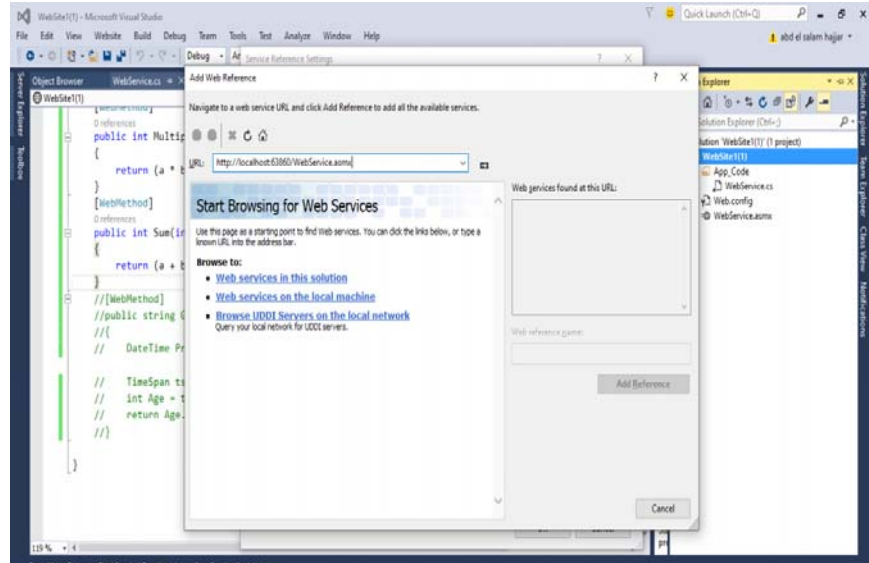 WebSite1(1) - Microsoft Visual Studio
Quick Launch (Ctrl+Q)
File Edit View Website Build Debug Team Tools Test Analyze Window Help
abd el salam hajjar
Debug
Service Reference Settings
Object Browser
WebService.cs
WebSite1(1)
Server Explorer
Toolbox
0 references
public int Multip
{
return (a * b
}
[WebMethod]
0 references
public int Sum(in
{
return (a + b
}
//[WebMethod]
//public string G
//{
// DateTime Pr
// TimeSpan ts
// int Age = t
// return Age.
//}
}
119 %
Add Web Reference
Navigate to a web service URL and click Add Reference to add all the available services.
URL: http://localhost:63860/WebService.asmx
Start Browsing for Web Services
Use this page as a starting point to find Web services. You can click the links below, or type a
known URL into the address bar.
Browse to:
Web services in this solution
Web services on the local machine
Browse UDDI Servers on the local network
Query your local network for UDDI servers.
Web services found at this URL:
Web reference name:
Add Reference
Cancel
Explorer
Solution Explorer (Ctrl+;)
ution 'WebSite1(1)' (1 project)
WebSite1(1)
App_Code
WebService.cs
Web.config
WebService.asmx
Solution Explorer
Team Explorer
Class View
Notifications